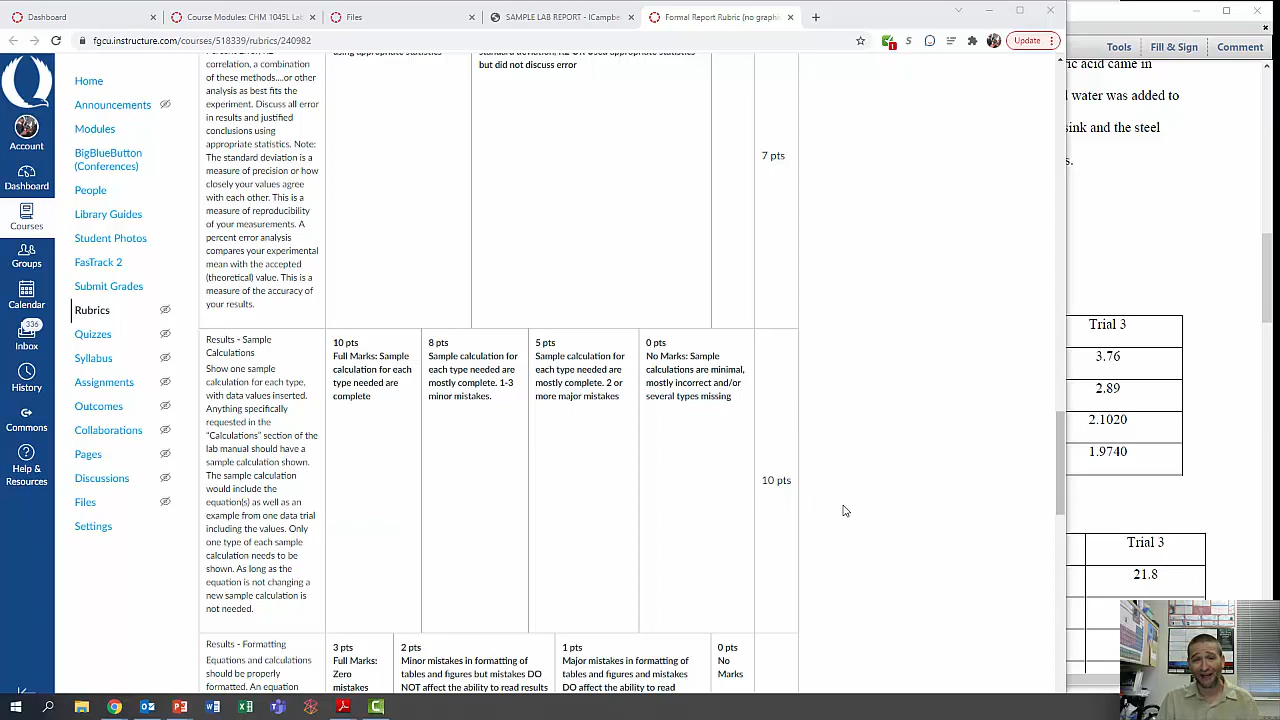 Dashboard
Course Modules: CHM 1045L Lab
Files
SAMPLE LAB REPORT - ICampbe
Formal Report Rubric (no graphi
fgcu.instructure.com/courses/518339/rubrics/240982
Update
Tools
Fill & Sign
Comment
Account
Dashboard
Courses
Groups
Calendar
336
Inbox
History
Commons
Help &
Resources
Home
Announcements
Modules
BigBlueButton
(Conferences)
People
Library Guides
Student Photos
FasTrack 2
Submit Grades
Rubrics
Quizzes
Syllabus
Assignments
Outcomes
Collaborations
Pages
Discussions
Files
Settings
correlation, a combination
of these methods....or other
analysis as best fits the
experiment. Discuss all error
in results and justified
conclusions using
appropriate statistics. Note:
The standard deviation is a
measure of precision or how
closely your values agree
with each other. This is a
measure of reproducibility
of your measurements. A
percent error analysis
compares your experimental
mean with the accepted
(theoretical) value. This is a
measure of the accuracy of
your results.
using appropriate statistics
standard deviation, R2 OR Used appropriate statistics
but did not discuss error
7 pts
Results - Sample
Calculations
Show one sample
calculation for each type,
with data values inserted.
Anything specifically
requested in the
"Calculations" section of the
lab manual should have a
sample calculation shown.
The sample calculation
would include the
equation(s) as well as an
example from one data trial
including the values. Only
one type of each sample
calculation needs to be
shown. As long as the
equation is not changing a
new sample calculation is
not needed.
10 pts
Full Marks: Sample
calculation for each
type needed are
complete
8 pts
Sample calculation for
each type needed are
mostly complete. 1-3
minor mistakes.
5 pts
Sample calculation for
each type needed are
mostly complete. 2 or
more major mistakes
0 pts
No Marks: Sample
calculations are minimal,
mostly incorrect and/or
several types missing
10 pts
Results - Formatting
Equations and calculations
should be properly
formatted. An equation
3 pts
Full Marks:
Zero
mistakes
2 pts
Minor mistakes in formatting of
tables and figures but mistakes DO
NOT affect the ability to read results
1 pts
Major mistakes in formatting of
tables and figures and mistakes
DO affect the ability to read
0 pts
No
Marks
ric acid came in
water was added to
sink and the steel
s.
Trial 3
3.76
2.89
2.1020
1.9740
Trial 3
21.8